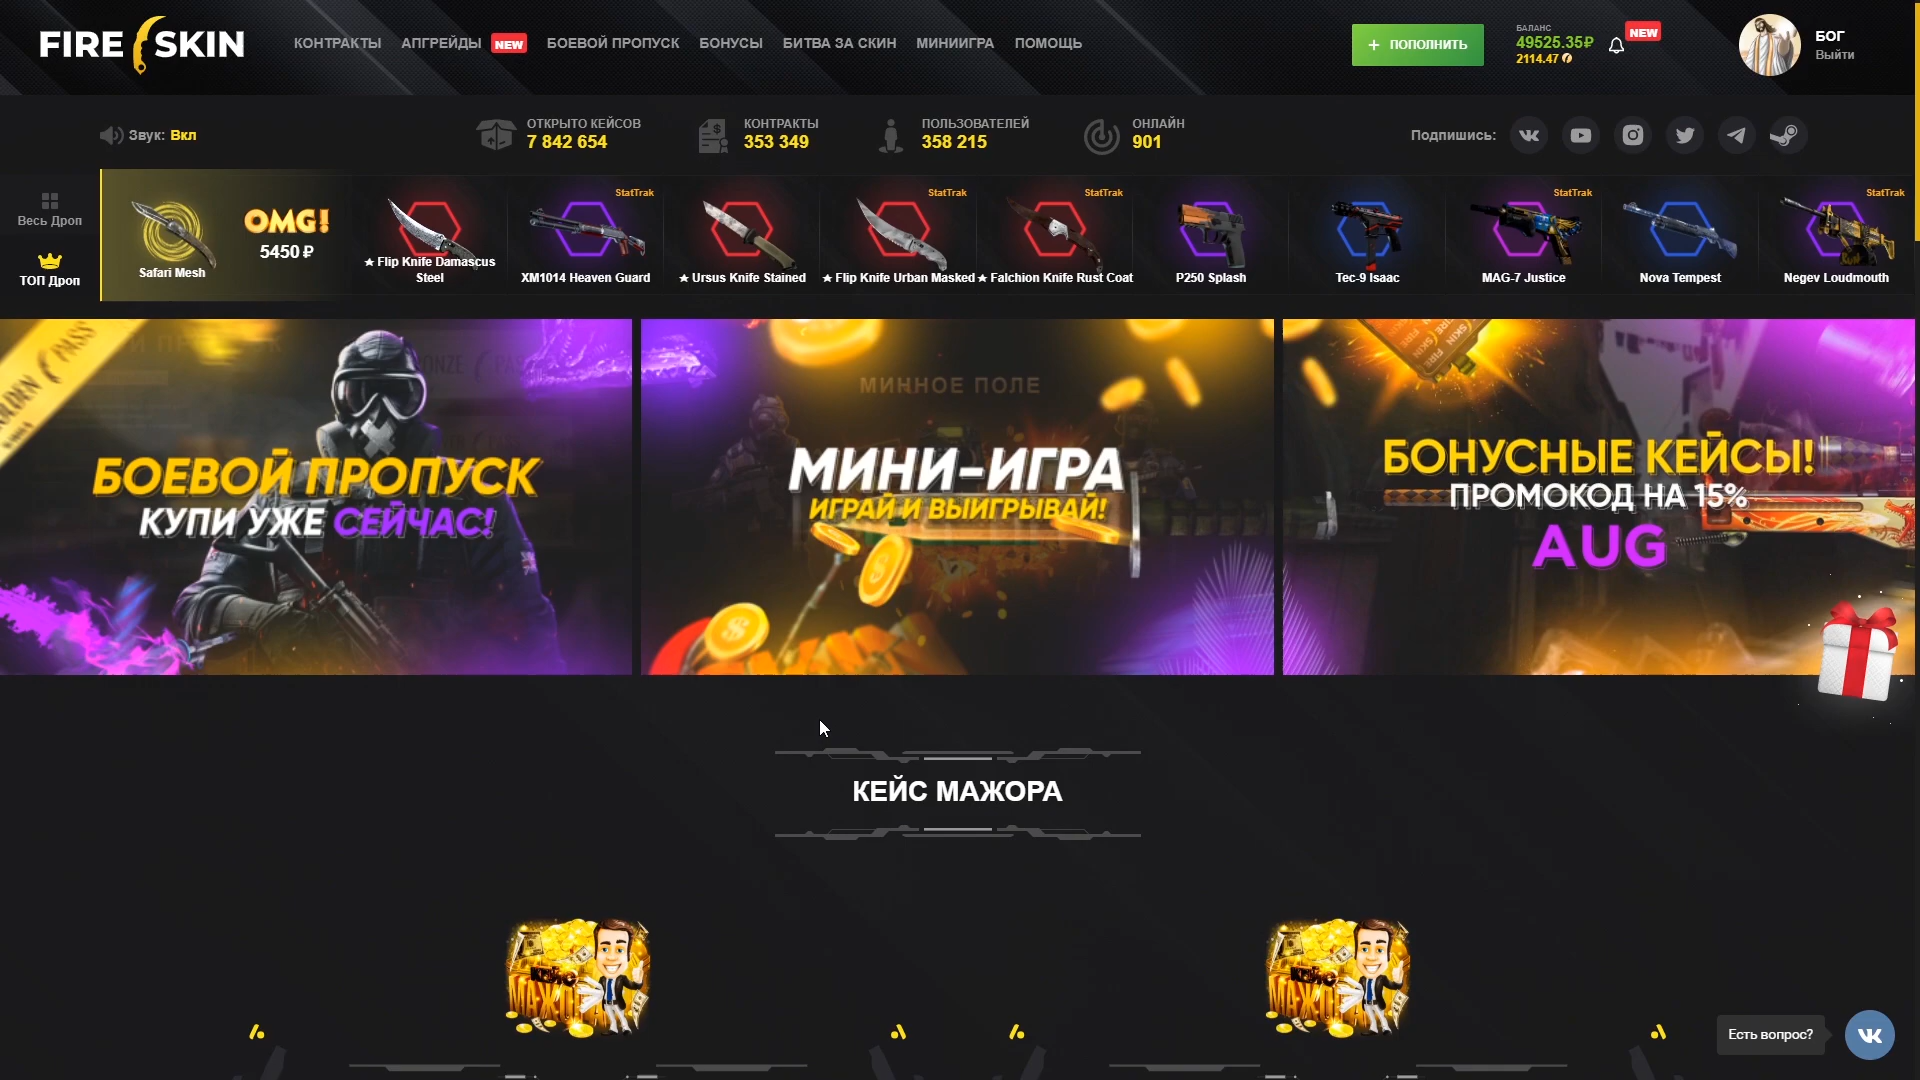 FIRE SKIN
КОНТРАКТЫ АПГРЕЙДЫ NEW БОЕВОЙ ПРОПУСК БОНУСЫ БИТВА ЗА СКИН МИНИИГРА ПОМОЩЬ
+ ПОПОЛНИТЬ
БАЛАНС
49525.35₽
2114.47
NEW
БОГ
Выйти
Звук: Вкл
ОТКРЫТО КЕЙСОВ
7 842 654
КОНТРАКТЫ
353 349
ПОЛЬЗОВАТЕЛЕЙ
358 215
ОНЛАЙН
901
Подпишись:
Весь Дроп
ТОП Дроп
Safari Mesh
OMG!
5450 ₽
★ Flip Knife Damascus
Steel
StatTrak
XM1014 Heaven Guard
★ Ursus Knife Stained
StatTrak
★ Flip Knife Urban Masked
StatTrak
★ Falchion Knife Rust Coat
P250 Splash
Tec-9 Isaac
StatTrak
MAG-7 Justice
Nova Tempest
StatTrak
Negev Loudmouth
PASS
БОЕВОЙ ПРОПУСК
КУПИ УЖЕ СЕЙЧАС!
МИННОЕ ПОЛЕ
МИНИ-ИГРА
ИГРАЙ И ВЫИГРЫВАЙ!
FIRE SKIN
БОНУСНЫЕ КЕЙСЫ!
ПРОМОКОД НА 15%
AUG
КЕЙС МАЖОРА
Есть вопрос?